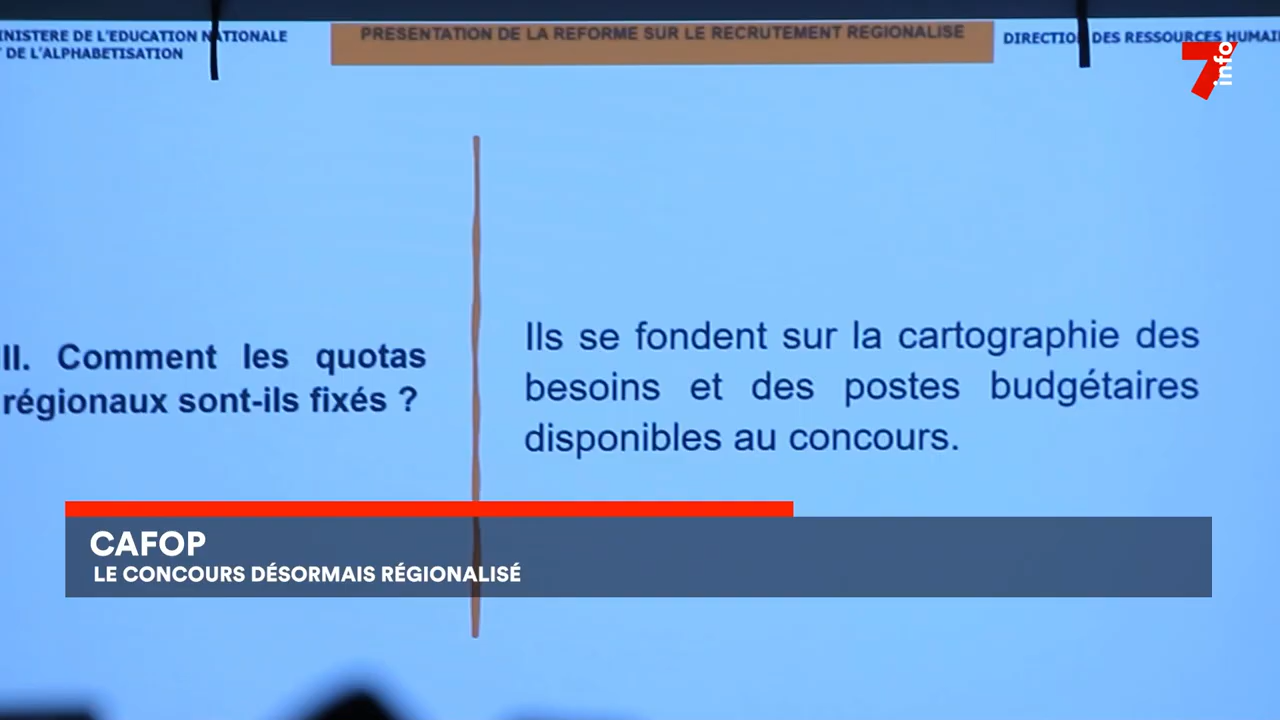 INISTERE DE L'EDUCATION NATIONALE
DE L'ALPHABETISATION
PRESENTATION DE LA REFORME SUR LE RECRUTEMENT REGIONALISE
DIRECTION DES RESSOURCES HUMAI
7info
II. Comment les quotas
régionaux sont-ils fixés ?
Ils se fondent sur la cartographie des
besoins et des postes budgétaires
disponibles au concours.
CAFOP
LE CONCOURS DÉSORMAIS RÉGIONALISÉ